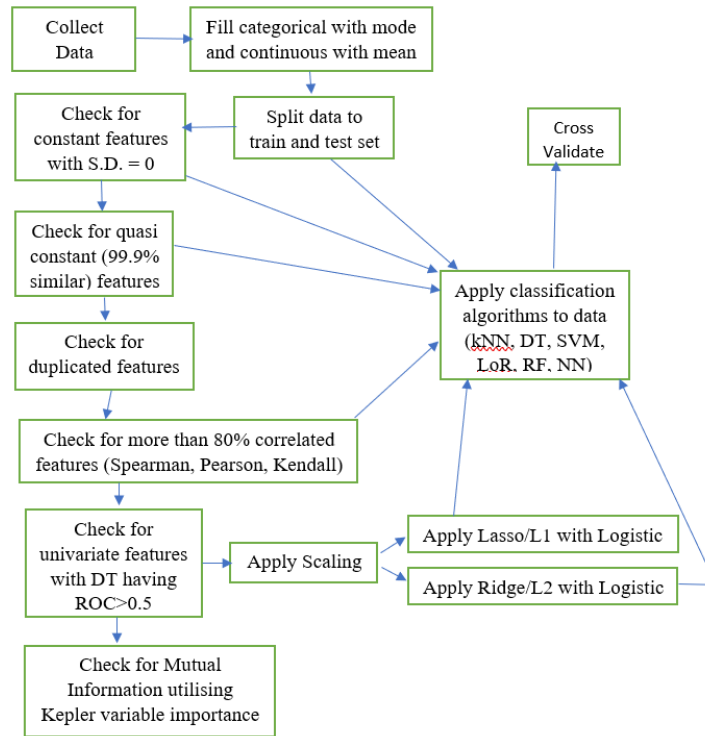 Collect
Data
Fill categorical with mode
and continuous with mean
Check for
constant features
with S.D. = 0
Split data to
train and test set
Cross
Validate
Check for quasi
constant (99.9%
similar) features
Apply classification
algorithms to data
(kNN, DT, SVM,
LoR, RF, NN)
Check for
duplicated features
Check for more than 80% correlated
features (Spearman, Pearson, Kendall)
Check for
univariate features
with DT having
ROC>0.5
Apply Scaling
Apply Lasso/L1 with Logistic
Apply Ridge/L2 with Logistic
Check for Mutual
Information utilising
Kepler variable importance